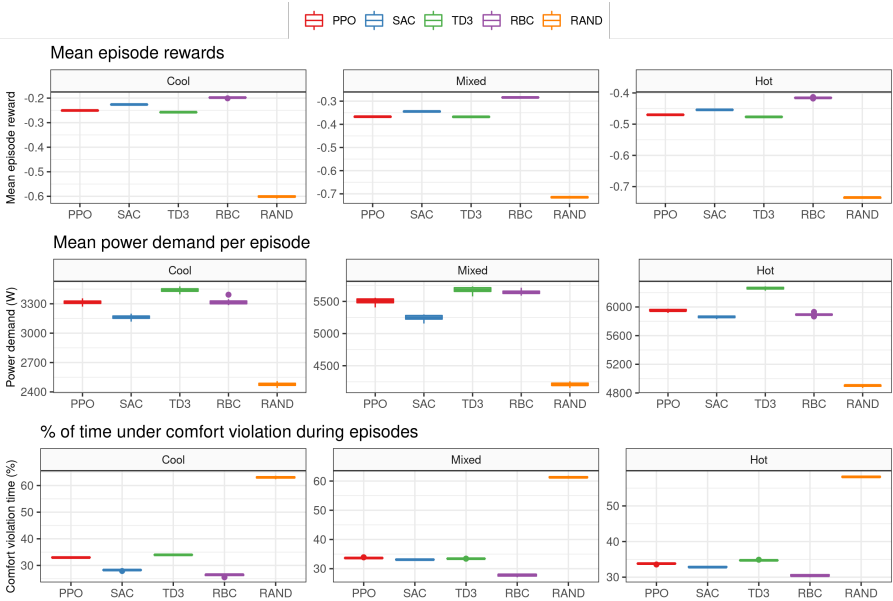 PPO SAC TD3 RBC RAND
Mean episode rewards
Cool Mixed Hot
Mean episode reward
-0.2
-0.3
-0.4
-0.5
-0.6
-0.3
-0.4
-0.5
-0.6
-0.7
-0.4
-0.5
-0.6
-0.7
PPO SAC TD3 RBC RAND PPO SAC TD3 RBC RAND PPO SAC TD3 RBC RAND
Mean power demand per episode
Cool Mixed Hot
Power demand (W)
3300
3000
2700
2400
5500
5000
4500
6000
5600
5200
4800
PPO SAC TD3 RBC RAND PPO SAC TD3 RBC RAND PPO SAC TD3 RBC RAND
% of time under comfort violation during episodes
Cool Mixed Hot
Comfort violation time (%)
60
50
40
30
60
50
40
30
50
40
30
PPO SAC TD3 RBC RAND PPO SAC TD3 RBC RAND PPO SAC TD3 RBC RAND